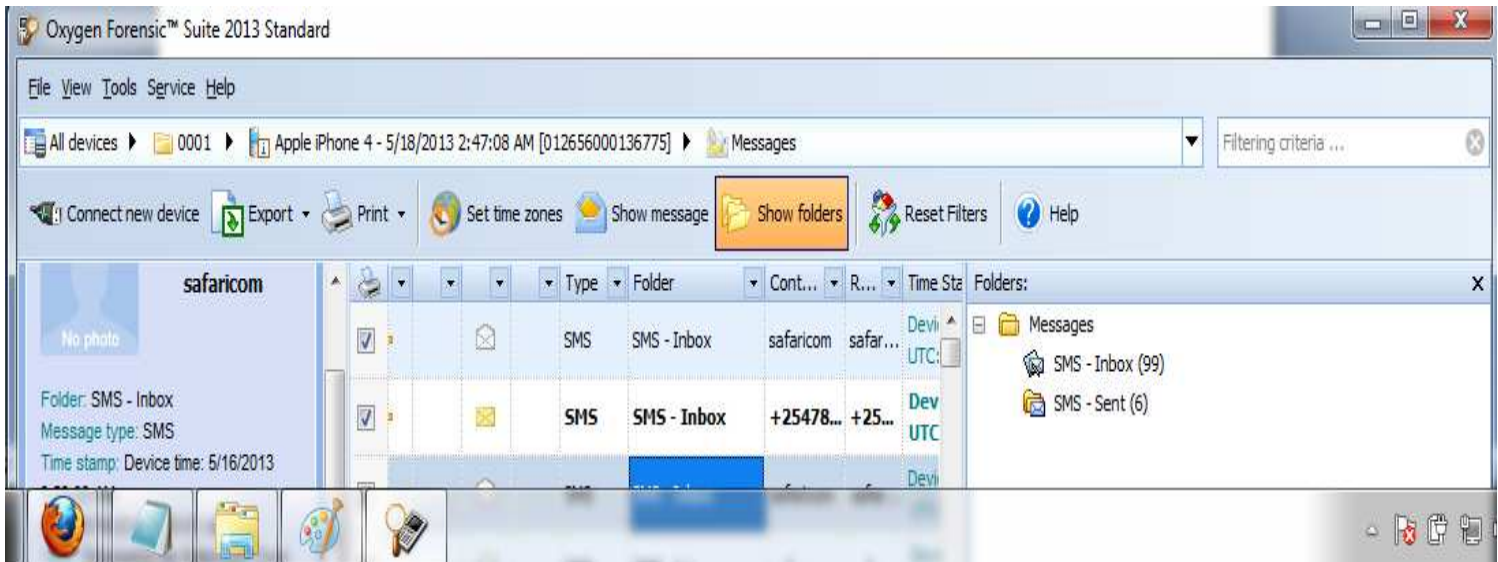 Oxygen Forensic™ Suite 2013 Standard
File View Tools Service Help
All devices 0001 Apple iPhone 4 - 5/18/2013 2:47:08 AM [012656000136775] Messages
Filtering criteria ...
Connect new device Export Print Set time zones Show message Show folders Reset Filters Help
safaricom
No photo
Folder: SMS - Inbox
Message type: SMS
Time stamp: Device time: 5/16/2013
Type Folder Cont... R... Time Sta
SMS SMS - Inbox safaricom safar... Devi
UTC:
SMS SMS - Inbox +25478... +25... Dev
UTC
Devi
Folders:
Messages
SMS - Inbox (99)
SMS - Sent (6)